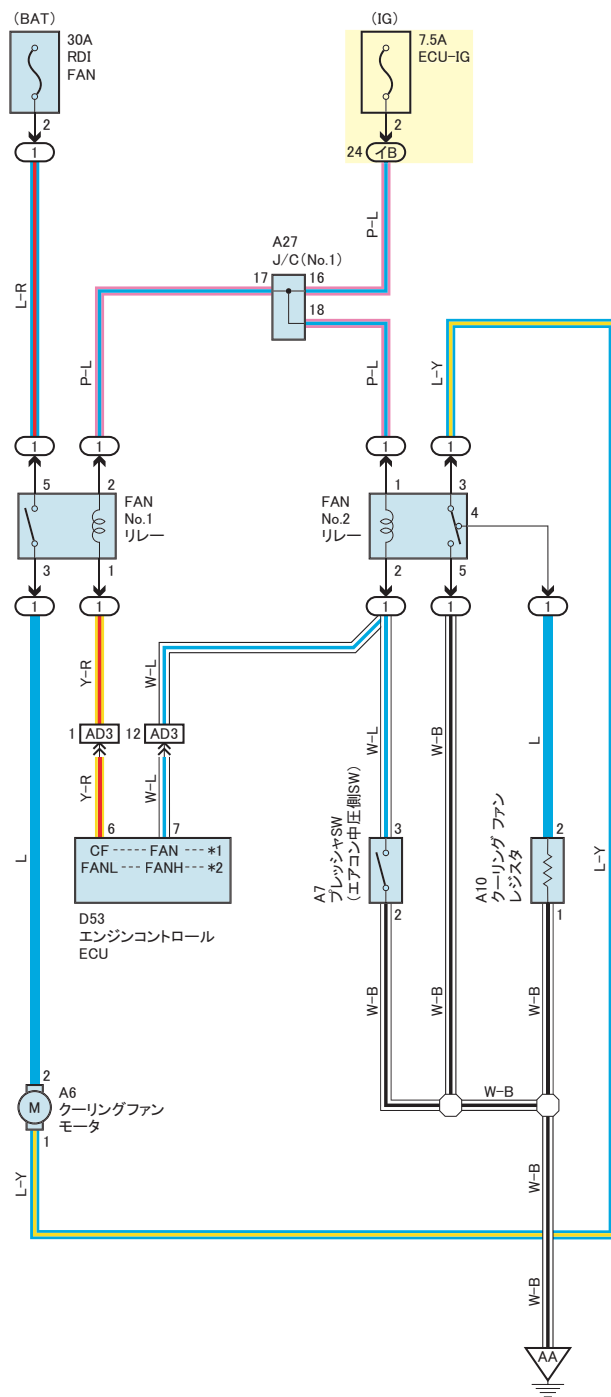 (BAT)
30A
RDI
FAN
2
1
(IG)
7.5A
ECU-IG
2
24 イB
L-R
P-L
A27
J/C(No.1)
17 16
18
P-L
P-L
L-Y
1
1
1
1
5 2
FAN
No.1
リレー
3 1
1 3
4
FAN
No.2
リレー
2 5
1
1
1
1
1
Y-R
W-L
1 AD3
12 AD3
Y-R
W-L
6 7
CF ---- FAN ---*1
FANL ---- FANH ---*2
D53
エンジンコントロール
ECU
W-L
W-B
L
L
3
A7
プレッシャSW
(エアコン中圧側SW)
2
2
A10
クーリング ファン
レジスタ
1
L-Y
W-B
W-B
W-B
W-B
2
M
A6
クーリングファン
モータ
1
L-Y
W-B
W-B
AA